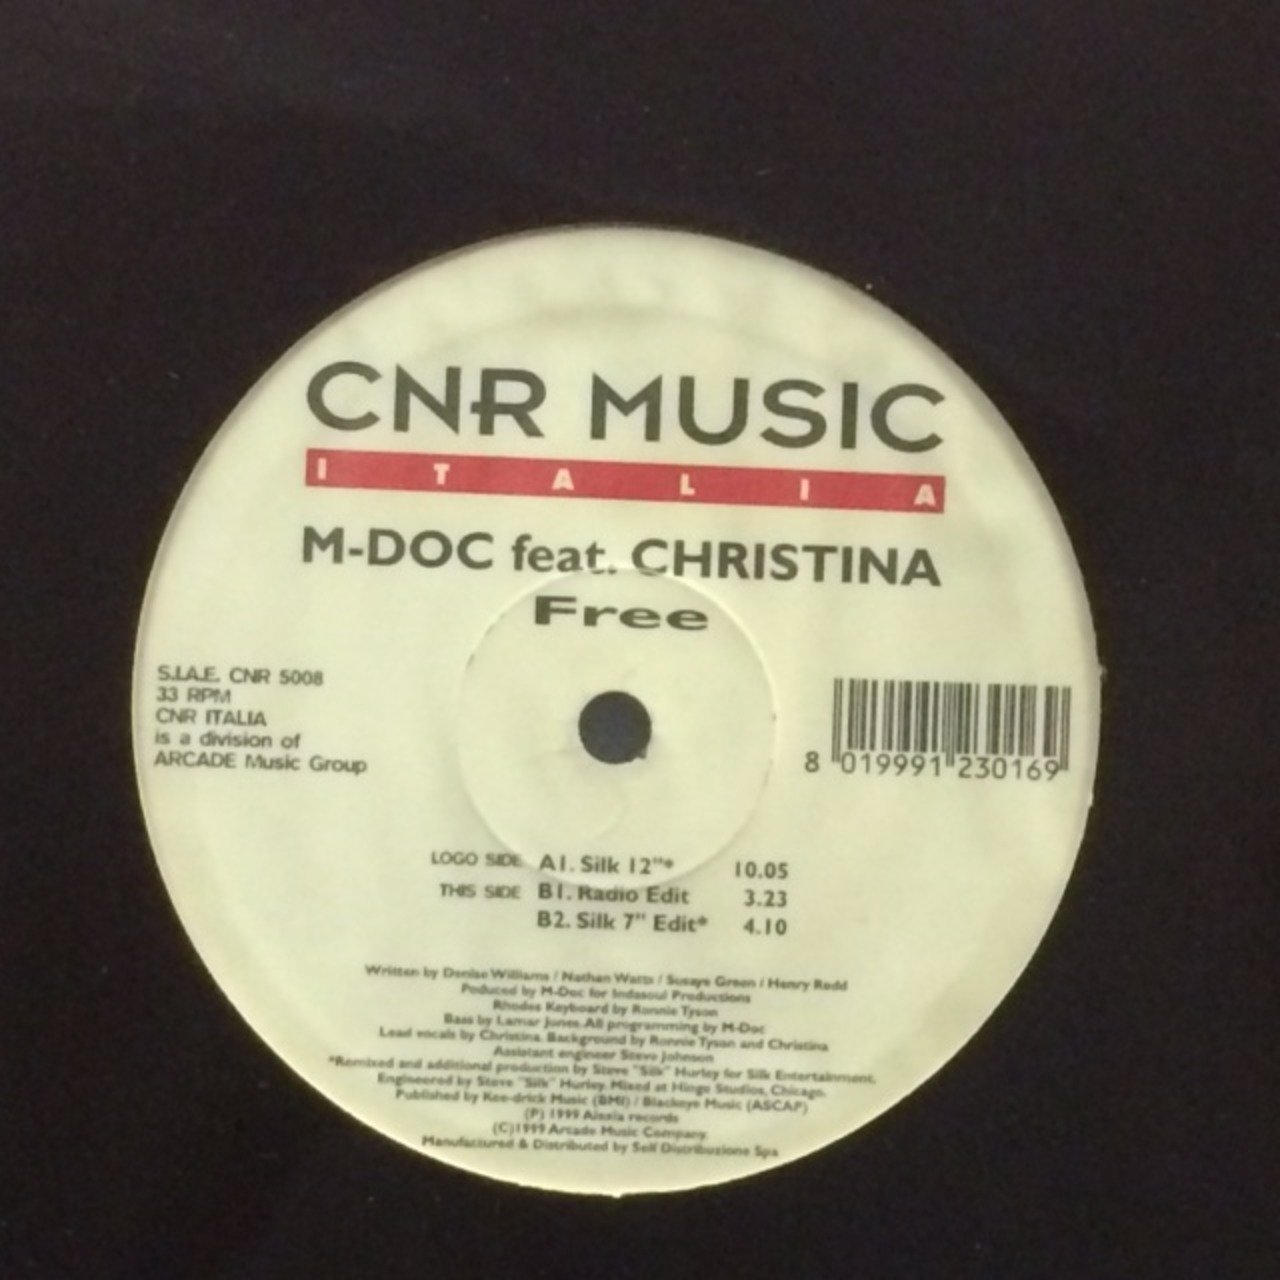 CNR MUSIC
ITALIA
M-DOC feat. CHRISTINA
Free
S.I.A.E. CNR 5008
33 RPM
CNR ITALIA
is a division of
ARCADE Music Group
8 019991 230169
LOGO SIDE A1. Silk 12"* 10.05
THIS SIDE B1. Radio Edit 3.23
B2. Silk 7" Edit* 4.10
Written by Denise Williams / Nathan Watts / Susaye Green / Henry Redd
Poduced by M-Doc for Indasoul Productions
Rhodes Keyboard by Ronnie Tyson
Bass by Lamar Jones. All programming by M-Doc
Lead vocals by Christina. Background by Ronnie Tyson and Christina
Assistant engineer Steve Johnson
*Remixed and additional production by Steve "Silk" Hurley for Silk Entertainment.
Engineered by Steve "Silk" Hurley. Mixed at Hinge Studios, Chicago.
Published by Kee-drick Music (BMI) / Blackeye Music (ASCAP)
(P) 1999 Alexia records
(C)1999 Arcade Music Company.
Manufactured & Distributed by Self Distribuzione Spa